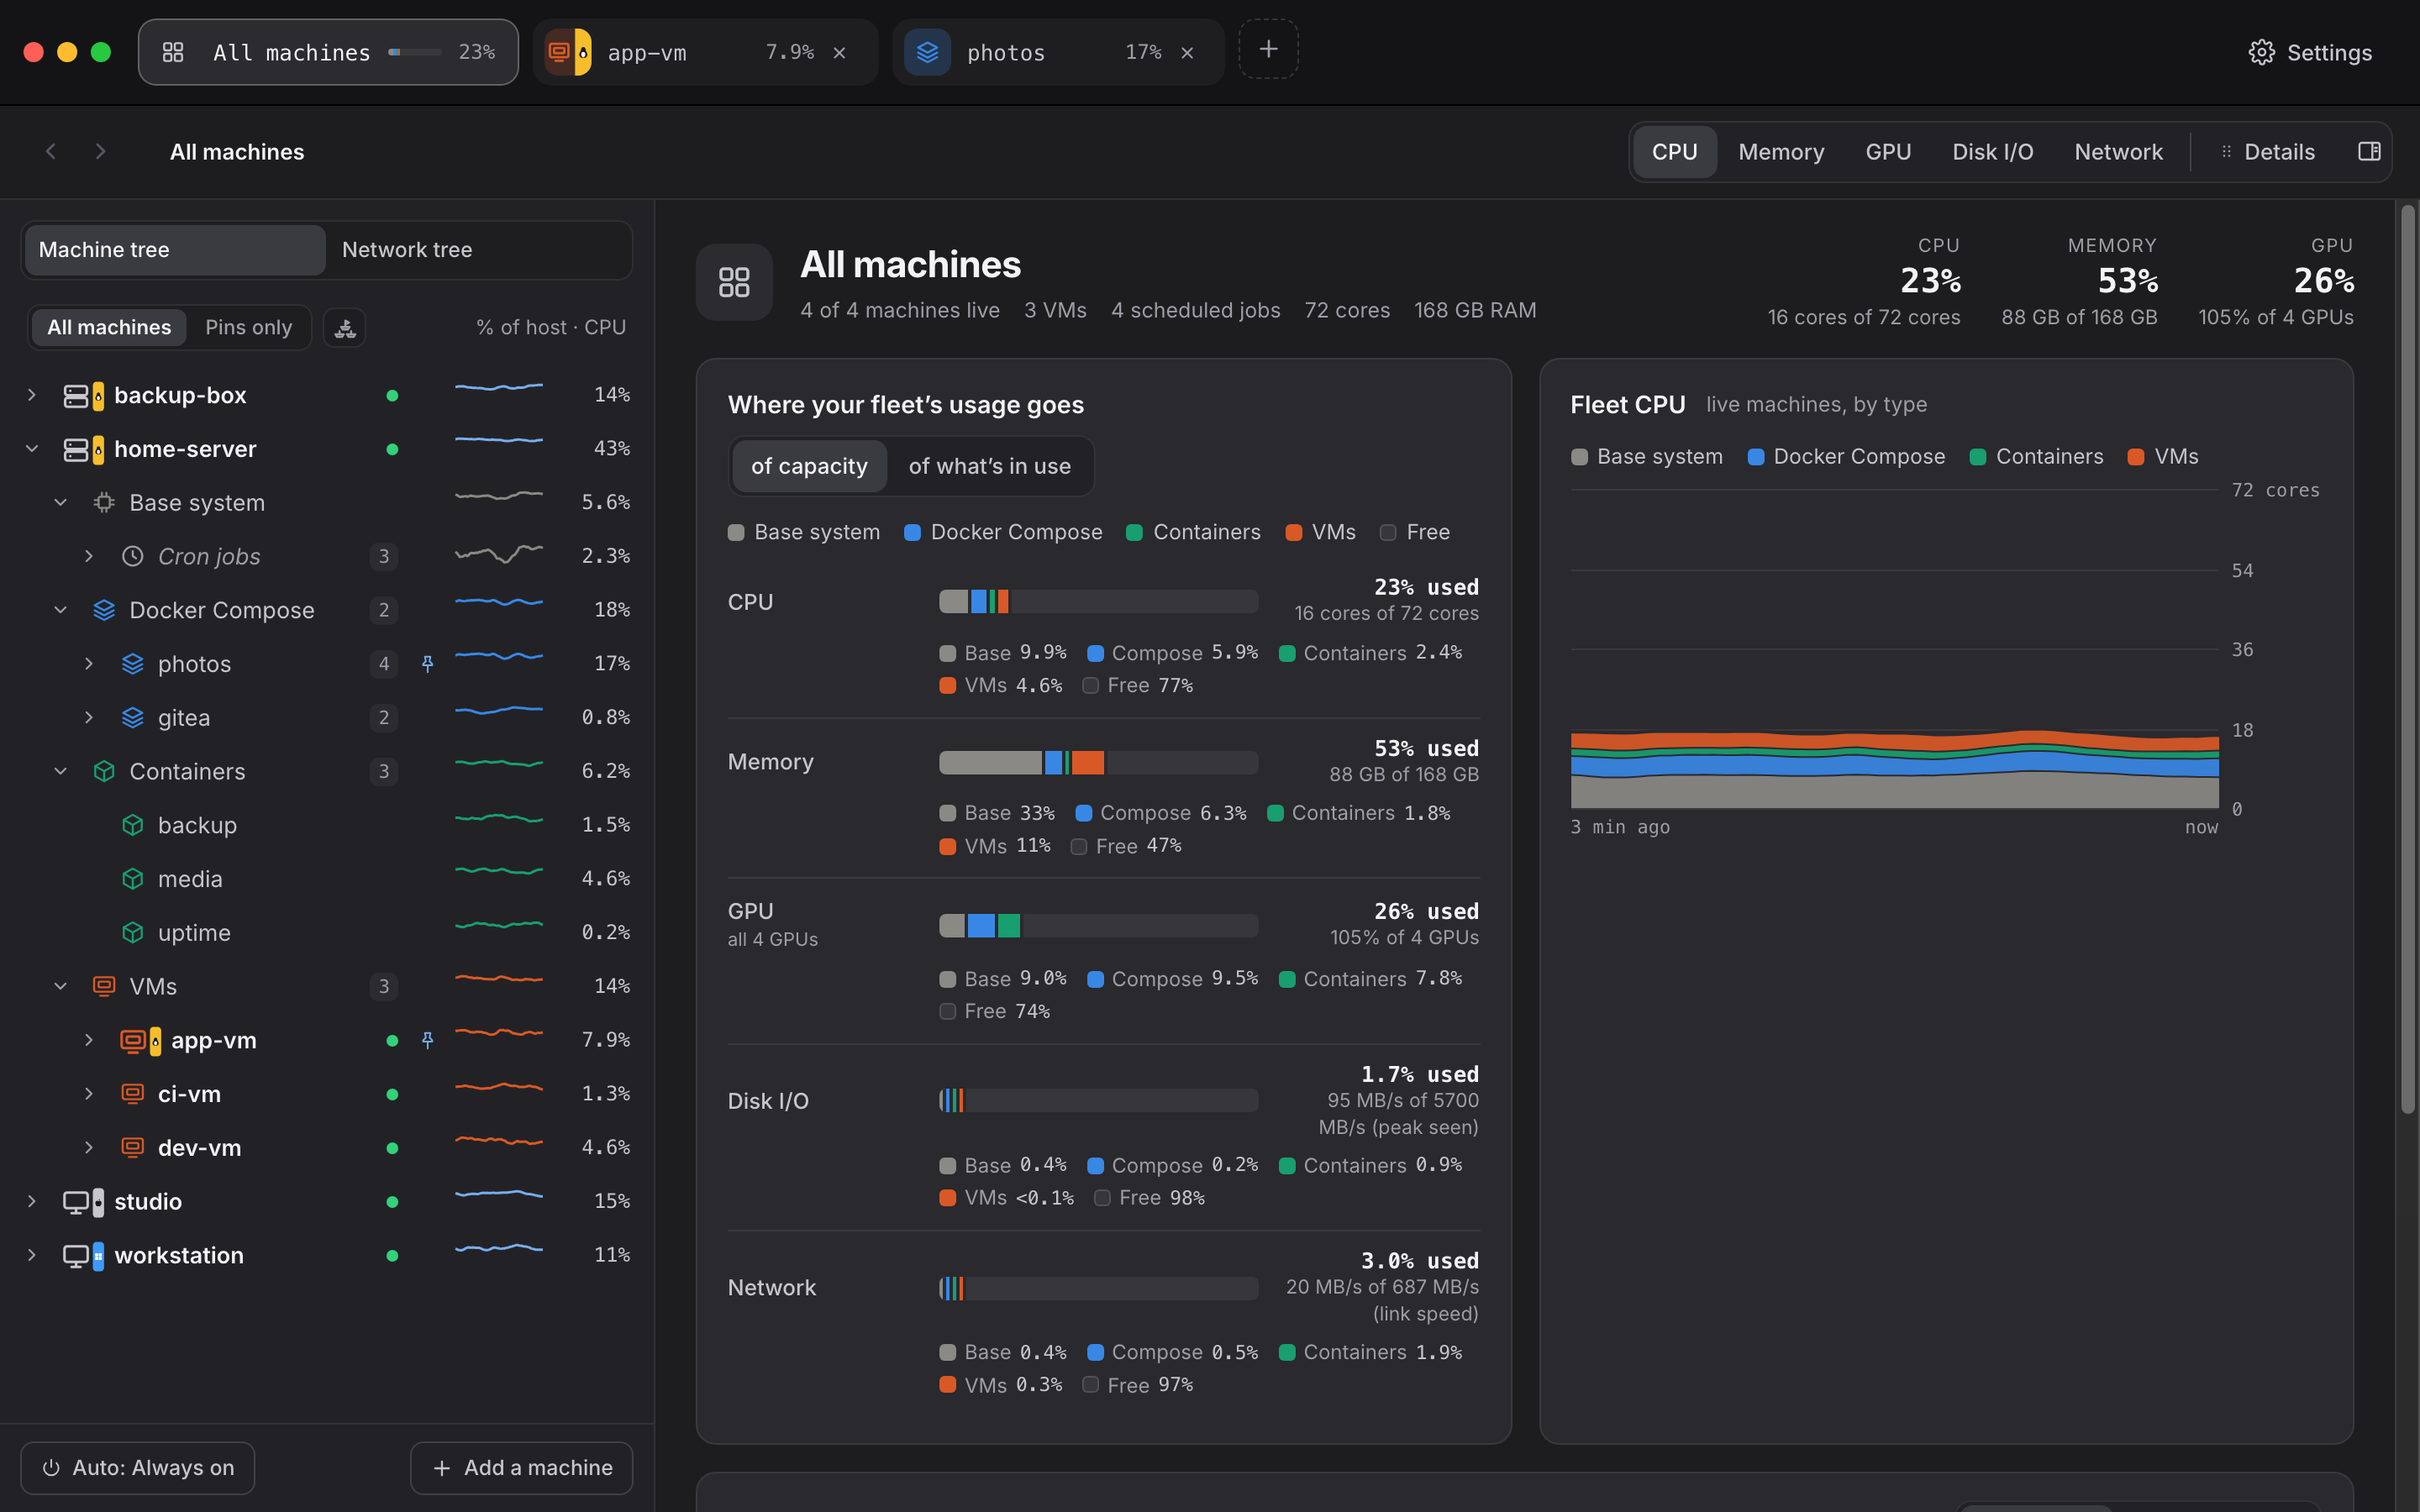 All machines 23% app-vm 7.9% × photos 17% × + Settings
All machines CPU Memory GPU Disk I/O Network Details
Machine tree Network tree
All machines Pins only % of host · CPU
backup-box 14%
home-server 43%
Base system 5.6%
Cron jobs 3 2.3%
Docker Compose 2 18%
photos 4 17%
gitea 2 0.8%
Containers 3 6.2%
backup 1.5%
media 4.6%
uptime 0.2%
VMs 3 14%
app-vm 7.9%
ci-vm 1.3%
dev-vm 4.6%
studio 15%
workstation 11%
Auto: Always on + Add a machine
All machines
4 of 4 machines live 3 VMs 4 scheduled jobs 72 cores 168 GB RAM
CPU MEMORY GPU
23% 53% 26%
16 cores of 72 cores 88 GB of 168 GB 105% of 4 GPUs
Where your fleet’s usage goes
of capacity of what’s in use
Base system Docker Compose Containers VMs Free
CPU 23% used
16 cores of 72 cores
Base 9.9% Compose 5.9% Containers 2.4%
VMs 4.6% Free 77%
Memory 53% used
88 GB of 168 GB
Base 33% Compose 6.3% Containers 1.8%
VMs 11% Free 47%
GPU 26% used
all 4 GPUs 105% of 4 GPUs
Base 9.0% Compose 9.5% Containers 7.8%
Free 74%
Disk I/O 1.7% used
95 MB/s of 5700
MB/s (peak seen)
Base 0.4% Compose 0.2% Containers 0.9%
VMs <0.1% Free 98%
Network 3.0% used
20 MB/s of 687 MB/s
(link speed)
Base 0.4% Compose 0.5% Containers 1.9%
VMs 0.3% Free 97%
Fleet CPU live machines, by type
Base system Docker Compose Containers VMs
72 cores
54
36
18
0
3 min ago now